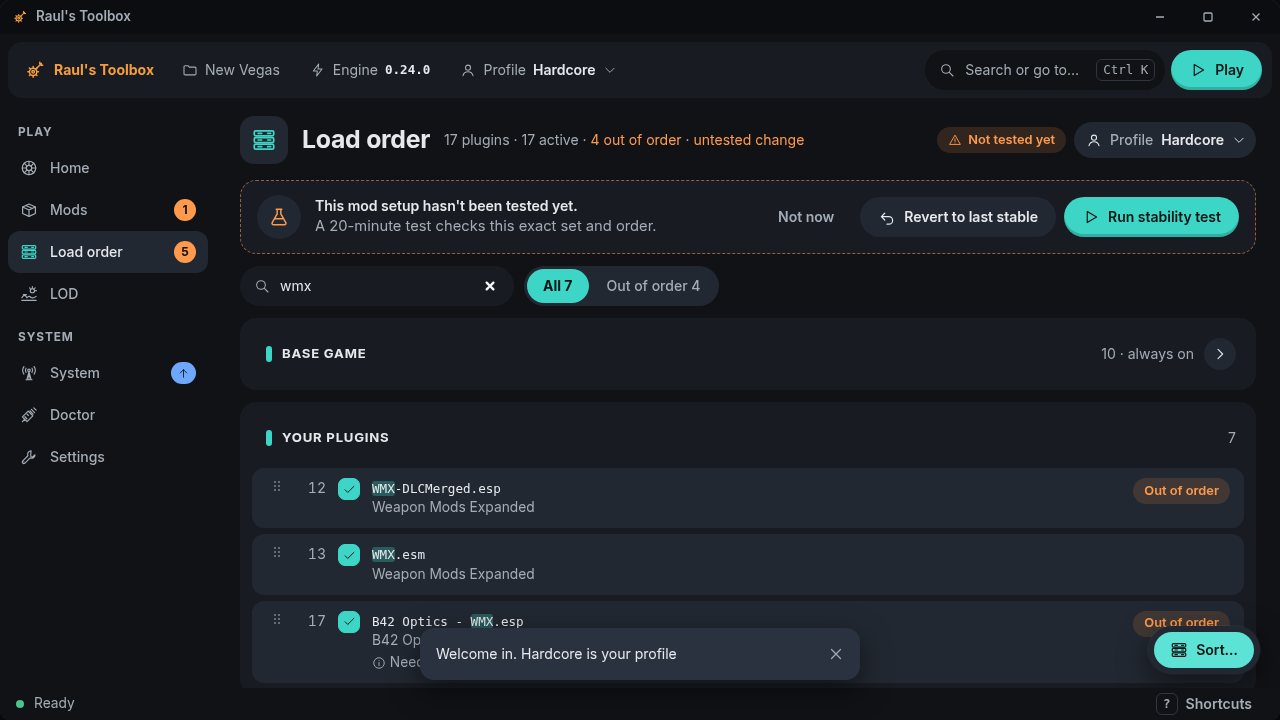 Raul's Toolbox
Raul's Toolbox
New Vegas
Engine 0.24.0
Profile Hardcore
Search or go to...
Ctrl K
Play
PLAY
Home
Mods 1
Load order 5
LOD
SYSTEM
System
Doctor
Settings
Load order
17 plugins · 17 active · 4 out of order · untested change
Not tested yet
Profile Hardcore
This mod setup hasn't been tested yet.
A 20-minute test checks this exact set and order.
Not now
Revert to last stable
Run stability test
wmx
All 7
Out of order 4
BASE GAME
10 · always on
YOUR PLUGINS
7
12
WMX-DLCMerged.esp
Weapon Mods Expanded
Out of order
13
WMX.esm
Weapon Mods Expanded
17
B42 Optics - WMX.esp
Out of order
B42 Op
Welcome in. Hardcore is your profile
Sort...
Ready
? Shortcuts